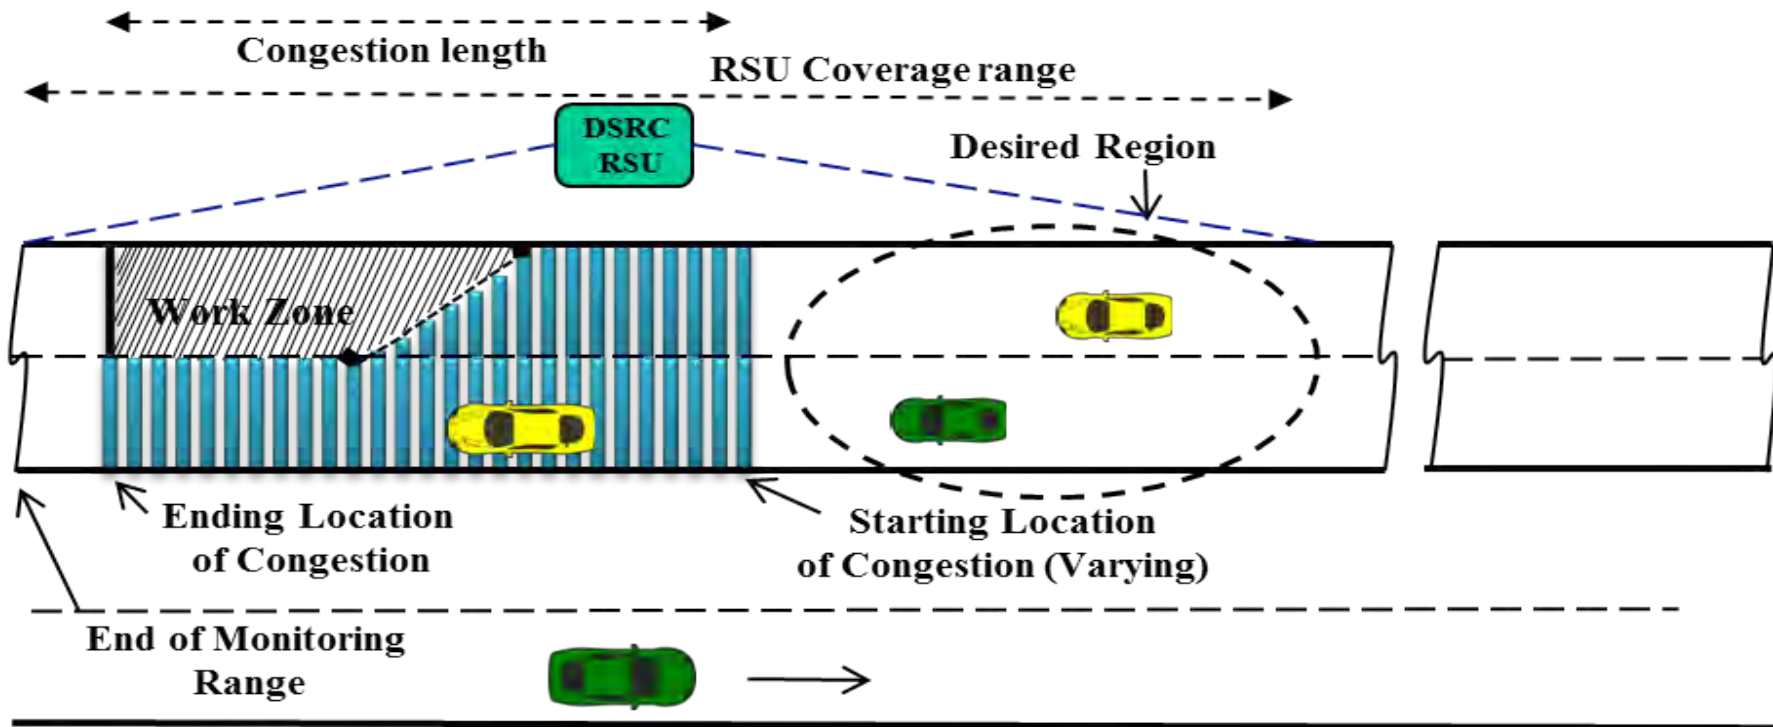 Congestion length
RSU Coverage range
DSRC
RSU
Desired Region
Work Zone
Ending Location
of Congestion
Starting Location
of Congestion (Varying)
End of Monitoring
Range